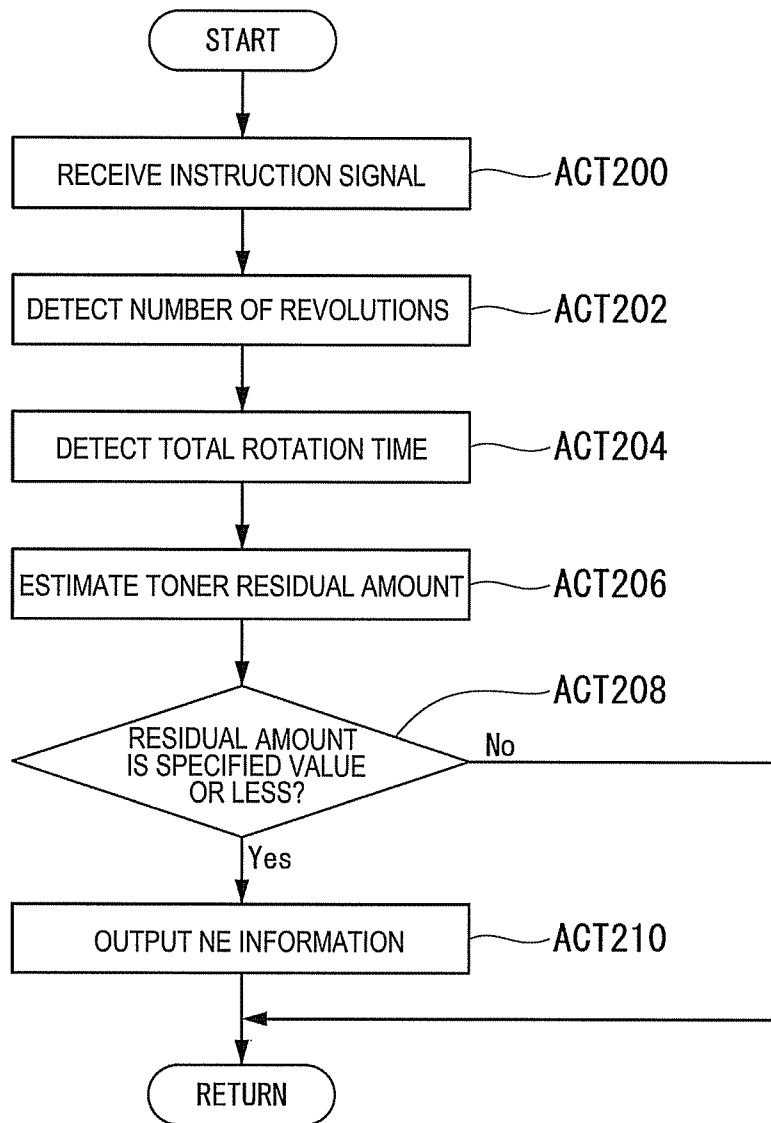 START
RECEIVE INSTRUCTION SIGNAL
ACT200
DETECT NUMBER OF REVOLUTIONS
ACT202
DETECT TOTAL ROTATION TIME
ACT204
ESTIMATE TONER RESIDUAL AMOUNT
ACT206
ACT208
RESIDUAL AMOUNT
IS SPECIFIED VALUE
OR LESS?
No
Yes
OUTPUT NE INFORMATION
ACT210
RETURN